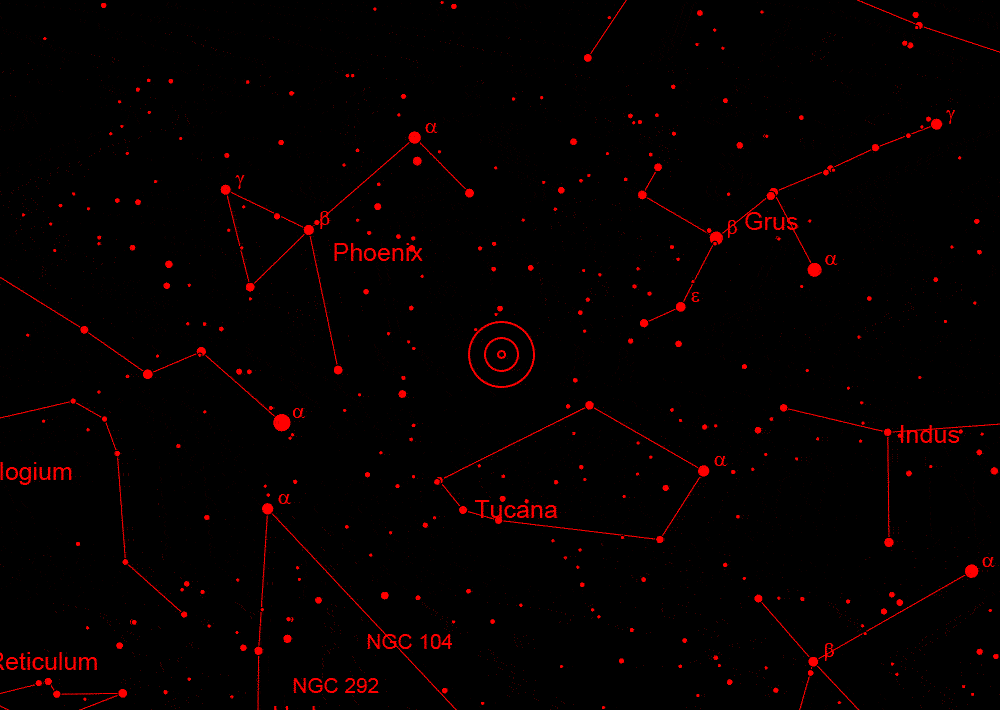 γ
α
γ
β
Phoenix
β
Grus
α
ε
α
Indus
logium
α
α
Tucana
α
β
NGC 104
Reticulum
NGC 292